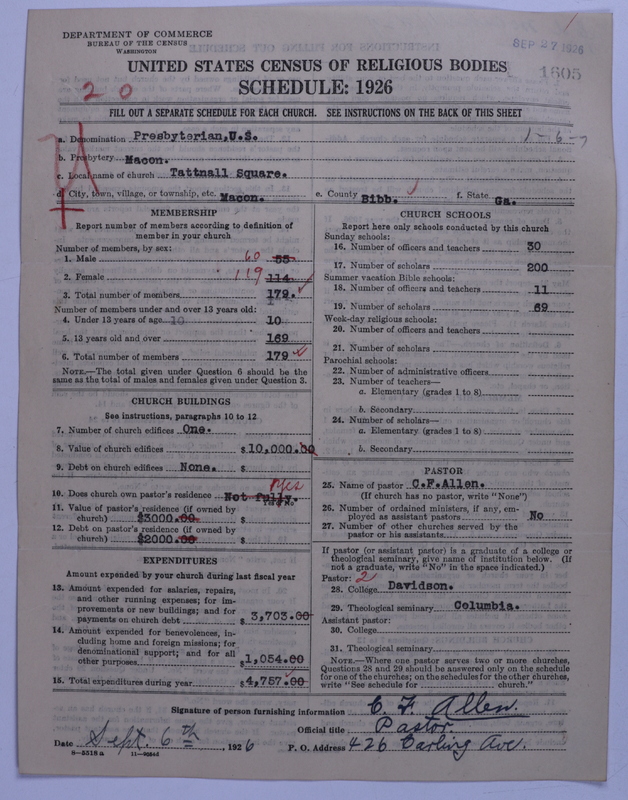 DEPARTMENT OF COMMERCE
BUREAU OF THE CENSUS
WASHINGTON
SEP 27 1926
1605
UNITED STATES CENSUS OF RELIGIOUS BODIES
SCHEDULE: 1926
20
FILL OUT A SEPARATE SCHEDULE FOR EACH CHURCH. SEE INSTRUCTIONS ON THE BACK OF THIS SHEET
a. Denomination Presbyterian,U.S. 1-6-7
b. Presbytery Macon.
c. Local name of church Tattnall Square.
d. City, town, village, or township, etc. Macon. e. County Bibb. f. State Ga.
MEMBERSHIP
Report number of members according to definition of
member in your church
Number of members, by sex:
1. Male 60 65
2. Female 119 114
3. Total number of members 179.
Number of members under and over 13 years old:
4. Under 13 years of age 10 10
5. 13 years old and over 169
6. Total number of members 179
NOTE.—The total given under Question 6 should be the
same as the total of males and females given under Question 3.
CHURCH BUILDINGS
See instructions, paragraphs 10 to 12
7. Number of church edifices One.
8. Value of church edifices $10,000.00
9. Debt on church edifices None. $
10. Does church own pastor's residence Not fully. Yes
(Yes or No)
11. Value of pastor's residence (if owned by
church) $3000.00 $
12. Debt on pastor's residence (if owned by
church) $2000.00 $
EXPENDITURES
Amount expended by your church during last fiscal year
13. Amount expended for salaries, repairs,
and other running expenses; for im-
provements or new buildings; and for
payments on church debt $3,703.00
14. Amount expended for benevolences, in-
cluding home and foreign missions; for
denominational support; and for all
other purposes $1,054.00
15. Total expenditures during year $4,757.00
CHURCH SCHOOLS
Report here only schools conducted by this church
Sunday schools:
16. Number of officers and teachers 30
17. Number of scholars 200
Summer vacation Bible schools:
18. Number of officers and teachers 11
19. Number of scholars 69
Week-day religious schools:
20. Number of officers and teachers
21. Number of scholars
Parochial schools:
22. Number of administrative officers
23. Number of teachers—
a. Elementary (grades 1 to 8)
b. Secondary
24. Number of scholars—
a. Elementary (grades 1 to 8)
b. Secondary
PASTOR
25. Name of pastor C.F.Allen.
(If church has no pastor, write "None")
26. Number of ordained ministers, if any, em-
ployed as assistant pastors No
27. Number of other churches served by the
pastor or his assistants
If pastor (or assistant pastor) is a graduate of a college or
theological seminary, give name of institution below. (If
not a graduate, write "No" in the space indicated.)
Pastor: 2
28. College Davidson.
29. Theological seminary Columbia.
Assistant pastor:
30. College
31. Theological seminary
NOTE.—Where one pastor serves two or more churches,
Questions 28 and 29 should be answered only on the schedule
for one of the churches; on the schedules for the other churches,
write "See schedule for church."
Signature of person furnishing information C. F. Allen.
Official title Pastor.
Date Sept. 6th, 1926 P. O. Address 426 Carling Ave.
8—5318a